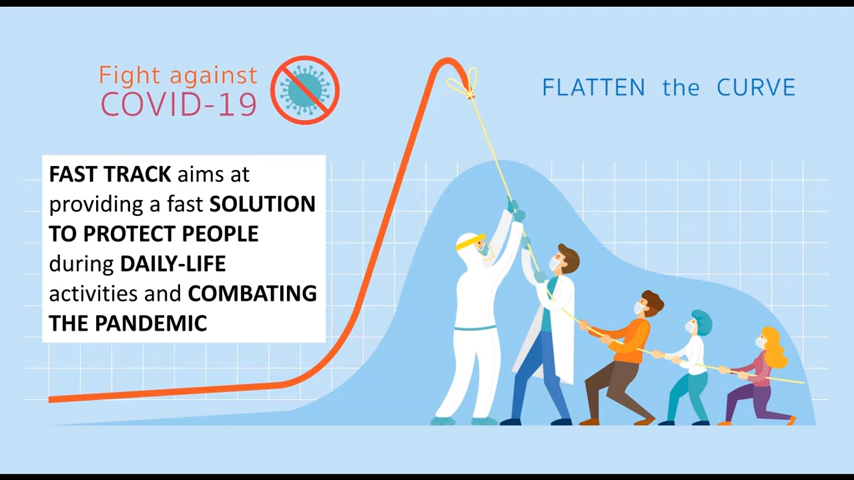 Fight against
COVID-19
FLATTEN the CURVE
FAST TRACK aims at
providing a fast SOLUTION
TO PROTECT PEOPLE
during DAILY-LIFE
activities and COMBATING
THE PANDEMIC